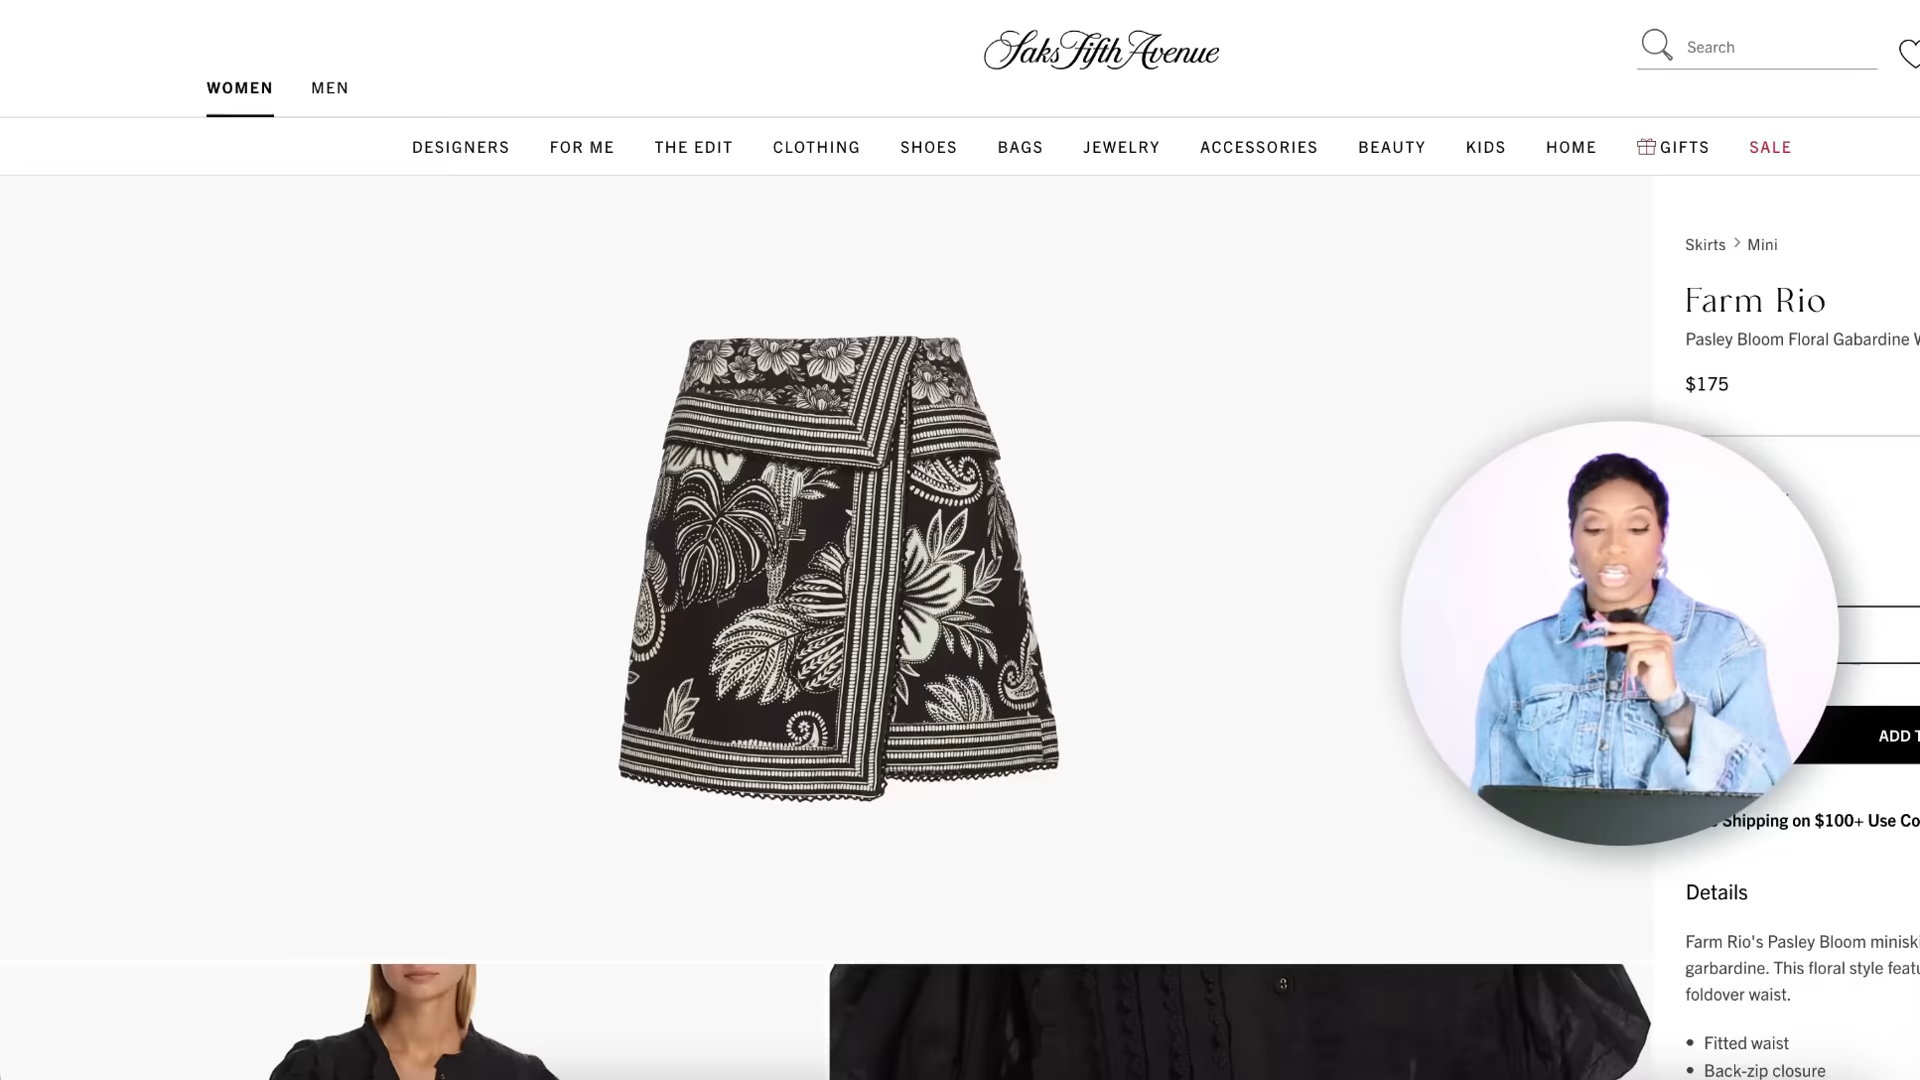 Saks Fifth Avenue
Search
WOMEN
MEN
DESIGNERS
FOR ME
THE EDIT
CLOTHING
SHOES
BAGS
JEWELRY
ACCESSORIES
BEAUTY
KIDS
HOME
GIFTS
SALE
Skirts > Mini
Farm Rio
Pasley Bloom Floral Gabardine
$175
ADD
Shipping on $100+ Use
Details
Farm Rio's Pasley Bloom
garbardine. This floral style
foldover waist.
• Fitted waist
• Back-zip closure